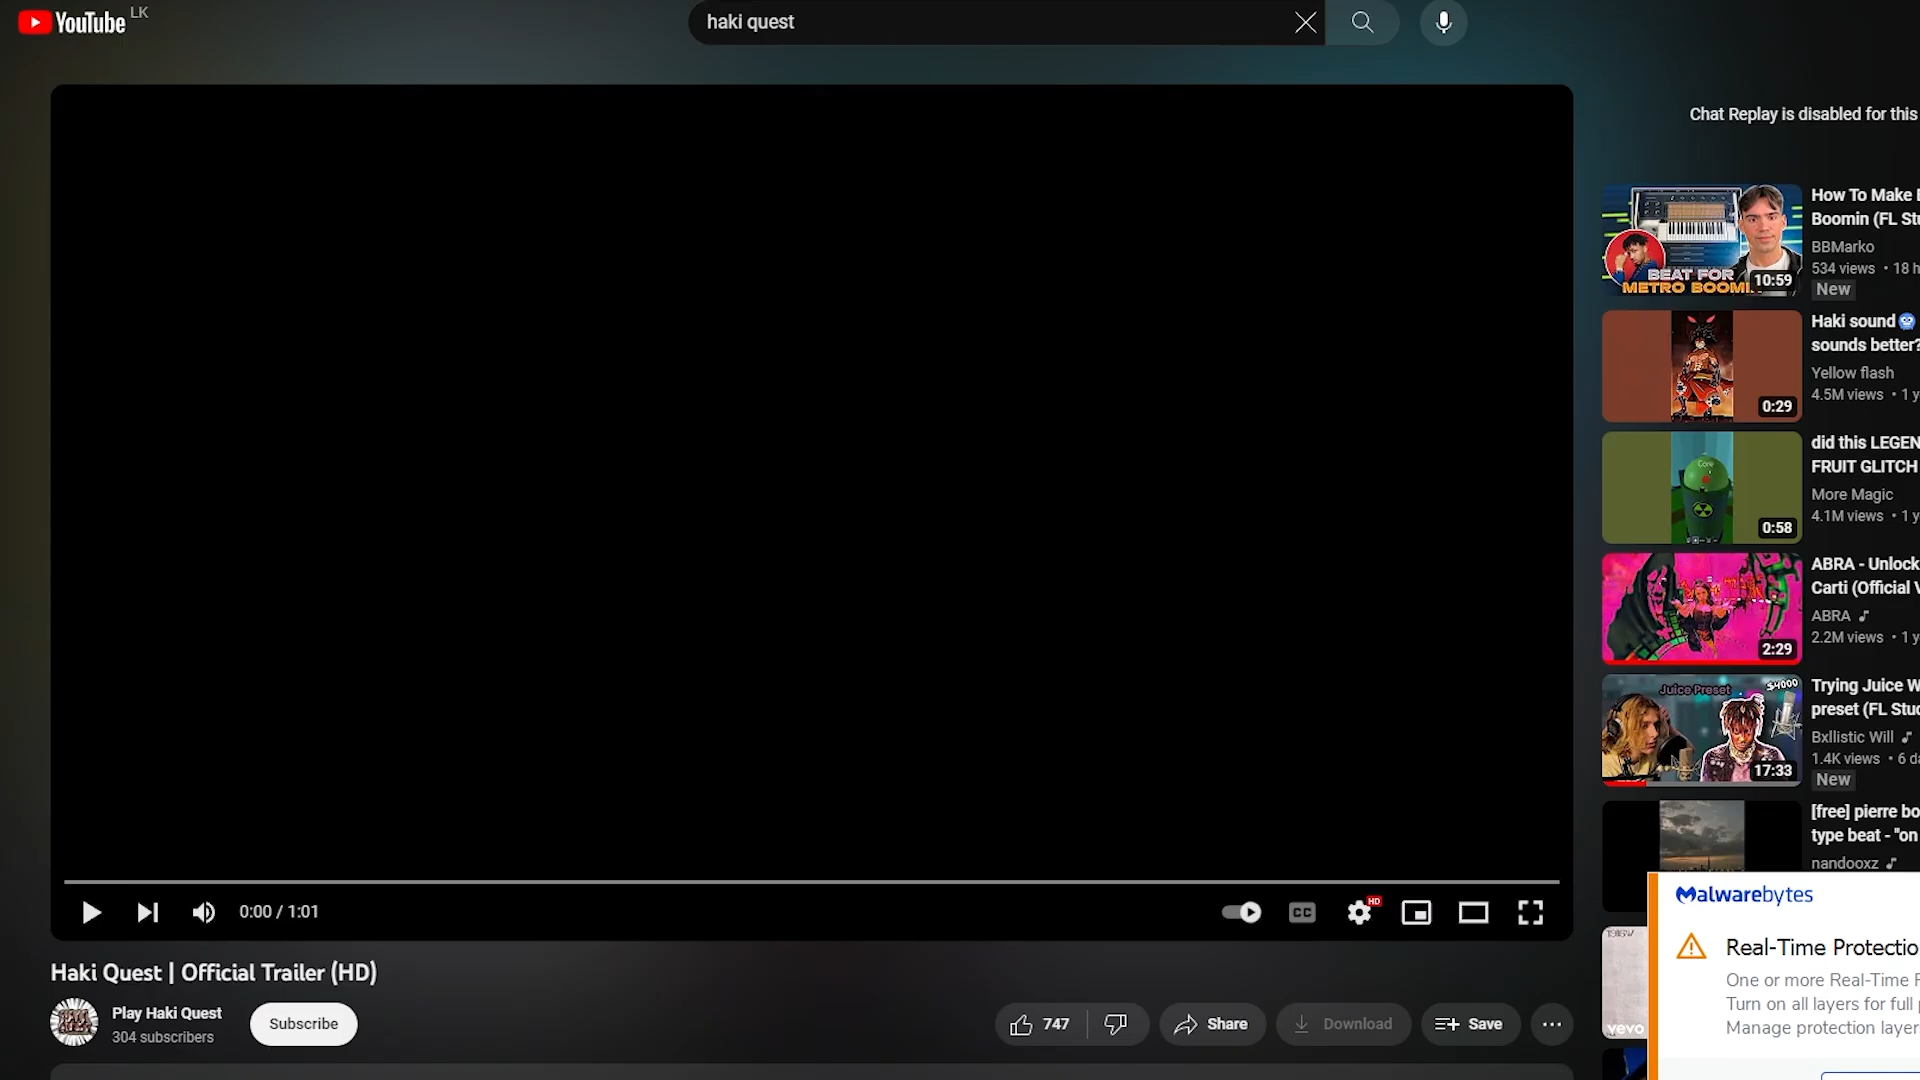 YouTube LK
haki quest
Chat Replay is disabled for this
How To Make
Boomin (FL Stu
BBMarko
534 views • 18 h
New
BEAT FOR
METRO BOOMI
10:59
Haki sound
sounds better?
Yellow flash
4.5M views • 1 y
0:29
did this LEGEN
FRUIT GLITCH
More Magic
4.1M views • 1 y
Core
0:58
ABRA - Unlock
Carti (Official V
ABRA
2.2M views • 1 y
2:29
Trying Juice W
preset (FL Stud
Bxllistic Will
1.4K views • 6 da
New
Juice Preset
$4000
17:33
[free] pierre bo
type beat - "on
nandooxz
vevo
0:00 / 1:01
CC
HD
Haki Quest | Official Trailer (HD)
Play Haki Quest
304 subscribers
Subscribe
747
Share
Download
Save
Malwarebytes
Real-Time Protectio
One or more Real-Time
Turn on all layers for full
Manage protection layer